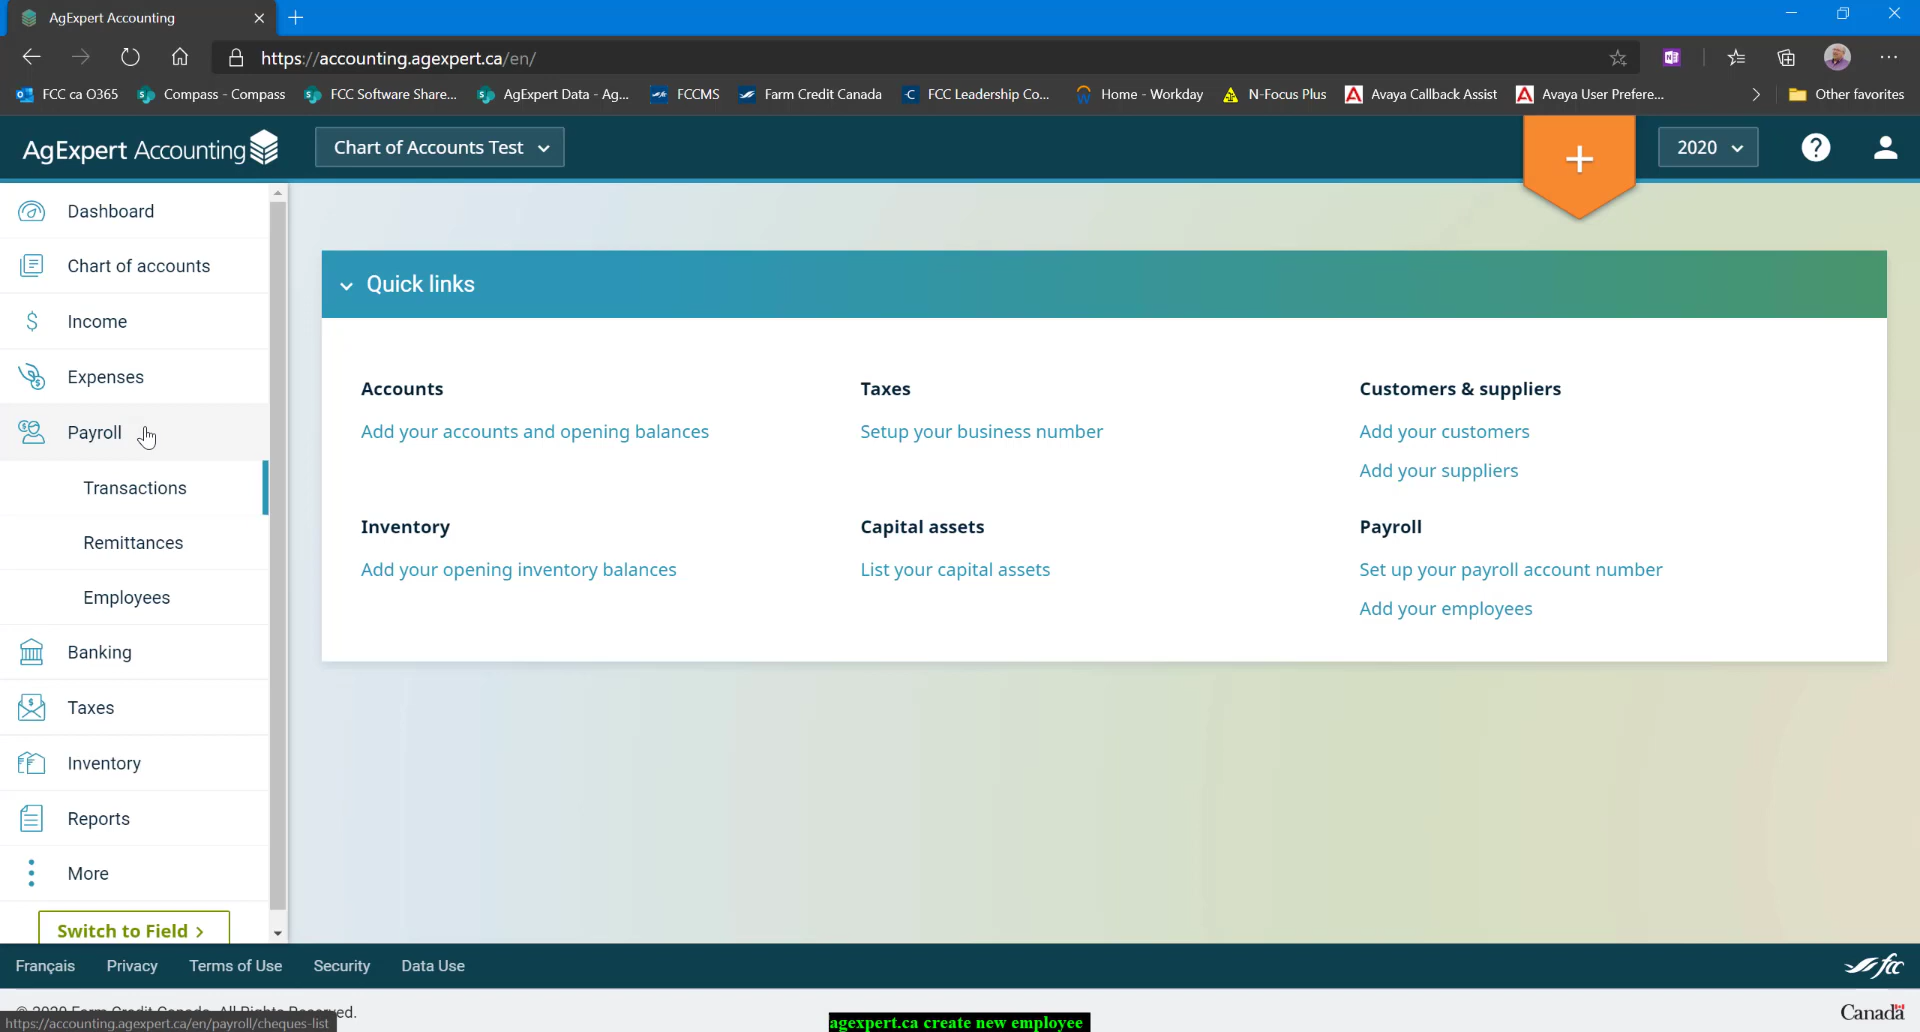 AgExpert Accounting
https://accounting.agexpert.ca/en/
FCC ca O365
Compass - Compass
FCC Software Share...
AgExpert Data - Ag...
FCCMS
Farm Credit Canada
FCC Leadership Co...
Home - Workday
N-Focus Plus
Avaya Callback Assist
Avaya User Prefere...
Other favorites
AgExpert Accounting
Chart of Accounts Test
+
2020
?
Dashboard
Chart of accounts
Income
Expenses
Payroll
Transactions
Remittances
Employees
Banking
Taxes
Inventory
Reports
More
Switch to Field >
Quick links
Accounts
Add your accounts and opening balances
Taxes
Setup your business number
Customers & suppliers
Add your customers
Add your suppliers
Inventory
Add your opening inventory balances
Capital assets
List your capital assets
Payroll
Set up your payroll account number
Add your employees
Français Privacy Terms of Use Security Data Use
fcc
© 2020 Farm Credit Canada. All Rights Reserved.
https://accounting.agexpert.ca/en/payroll/cheques-list
agexpert.ca create new employee
Canada